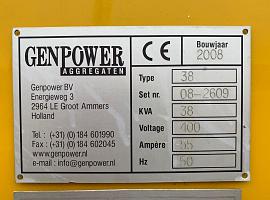 GENPOWER
AGGREGATEN
Genpower BV
Energieweg 3
2964 LE Groot Ammers
Holland
Tel. : (+31) (0)184 601990
Fax : (+31) (0)184 602045
www.genpower.nl
e-mail : info@genpower.nl
CE
Bouwjaar
2008
Type 38
Set nr. 08-2609
KVA 38
Voltage 400
Ampère 55
Hz 50